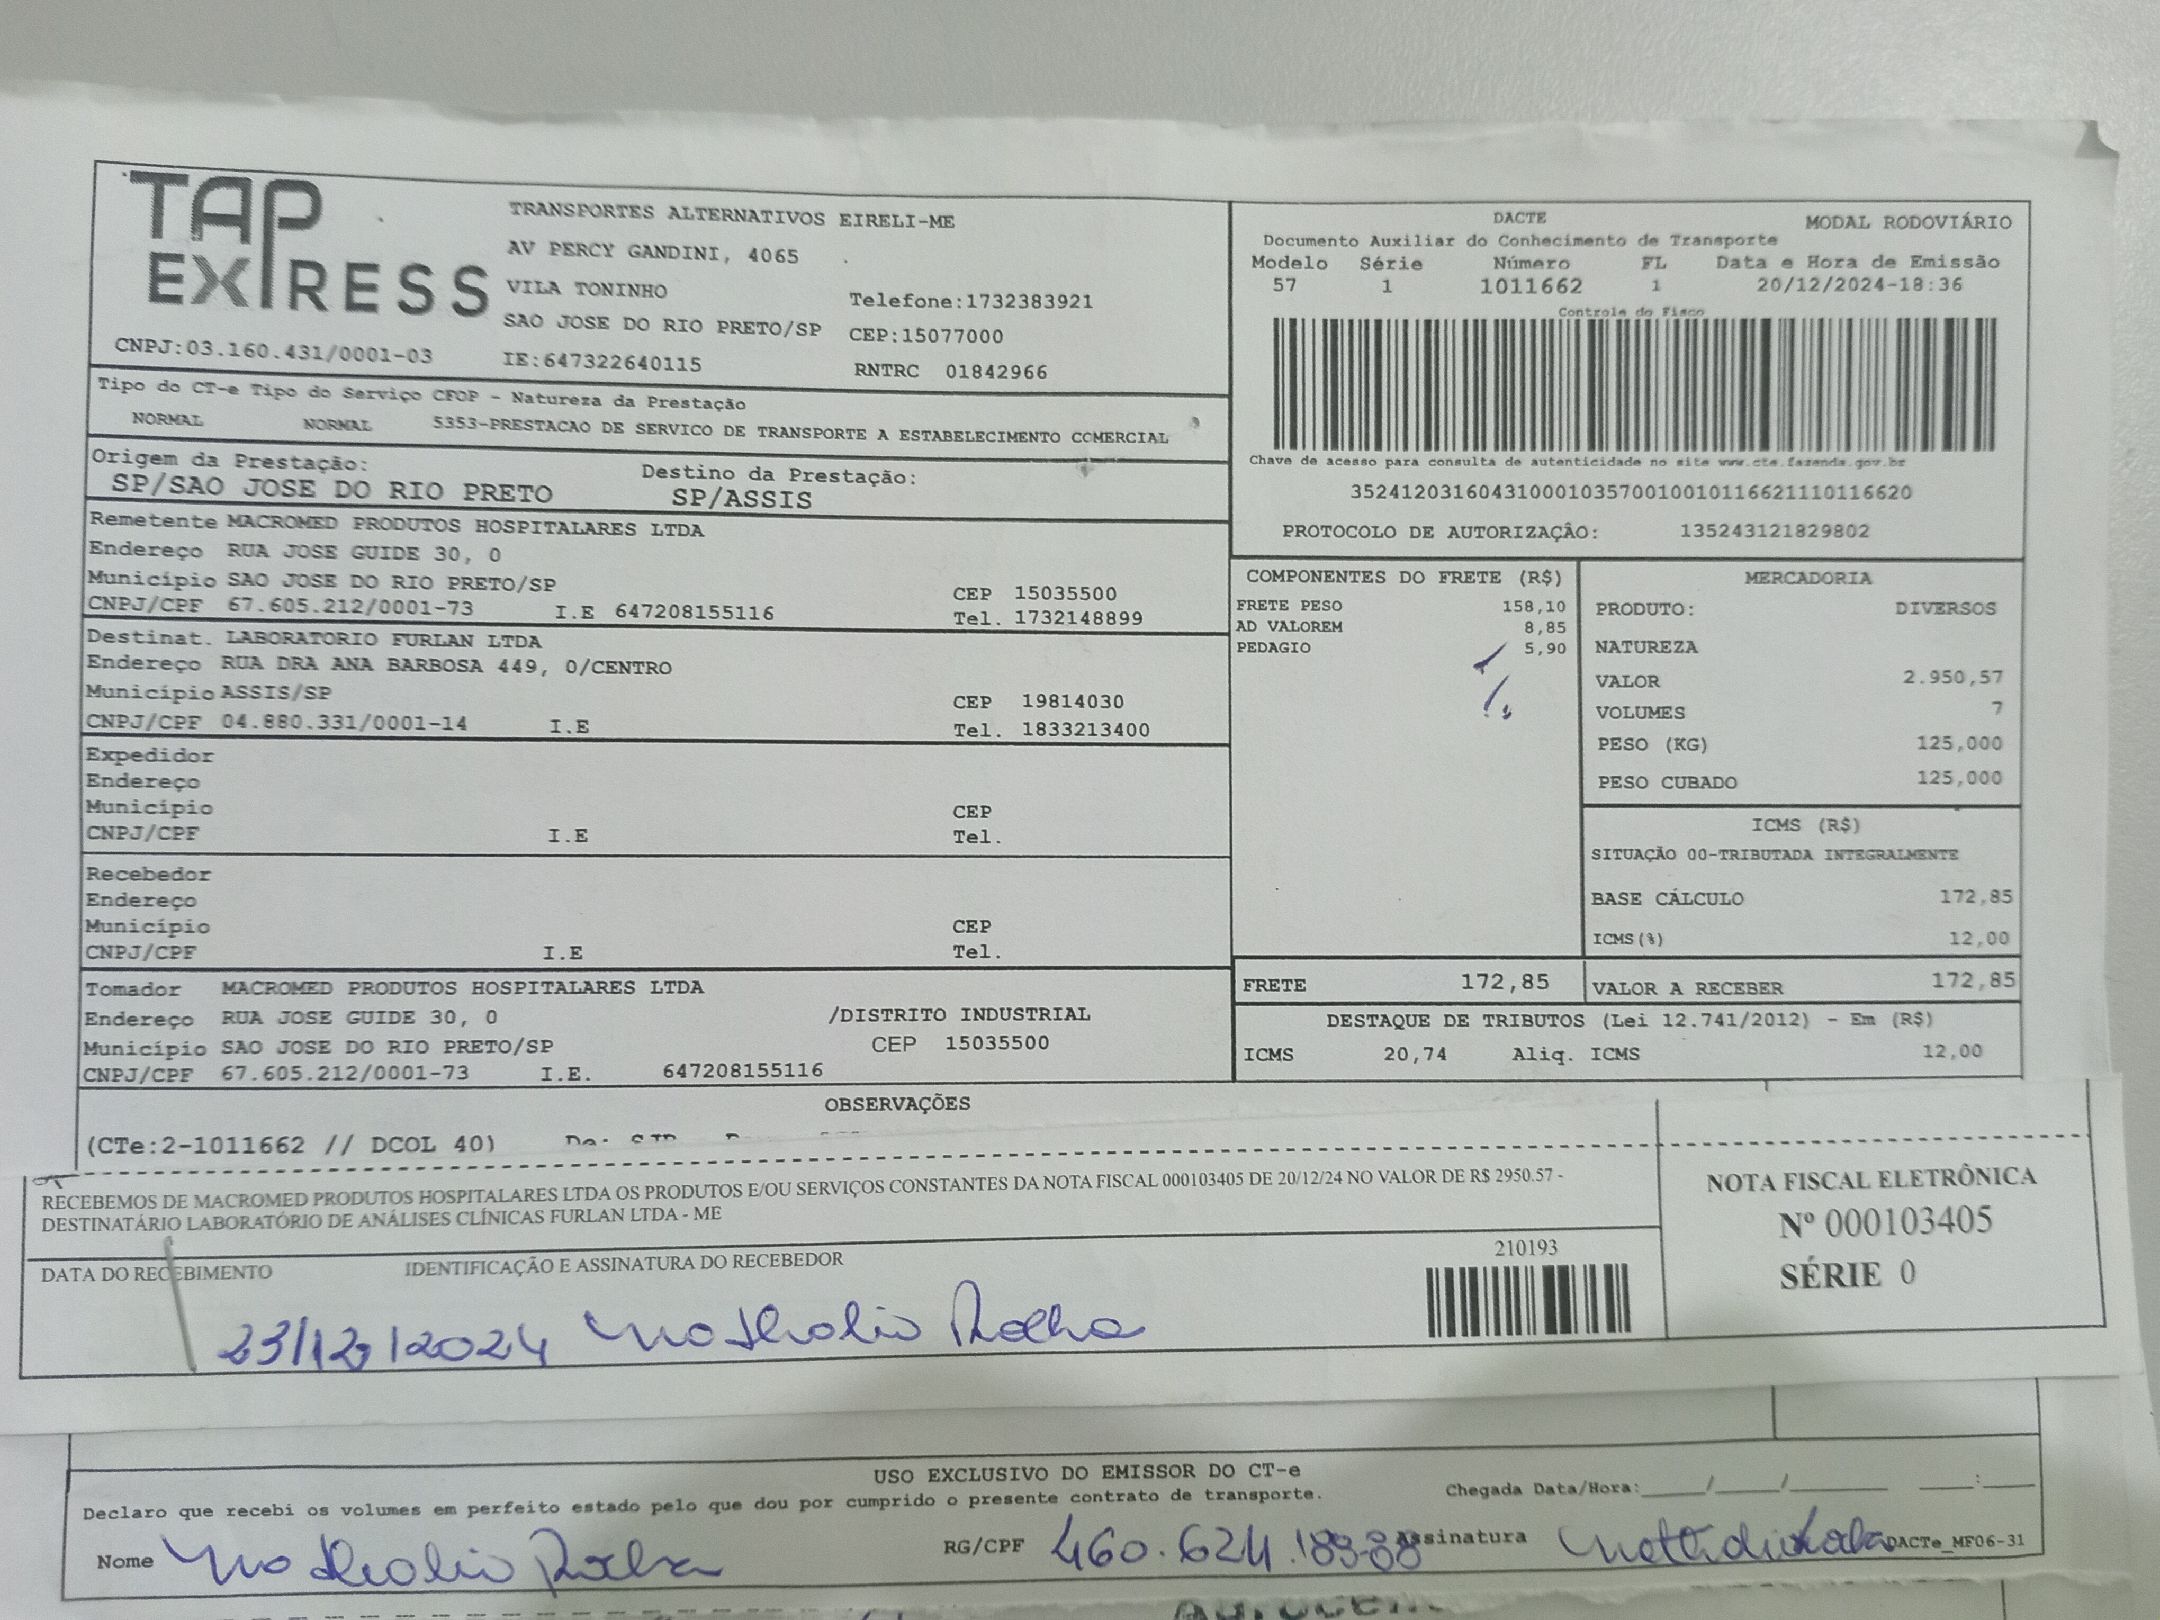 TAP EXPRESS
CNPJ:03.160.431/0001-03
TRANSPORTES ALTERNATIVOS EIRELI-ME
AV PERCY GANDINI, 4065
VILA TONINHO
Telefone:1732383921
SAO JOSE DO RIO PRETO/SP CEP:15077000
IE:647322640115 RNTRC 01842966
DACTE MODAL RODOVIÁRIO
Documento Auxiliar do Conhecimento de Transporte
Modelo Série Número FL Data e Hora de Emissão
57 1 1011662 1 20/12/2024-18:36
Controle do Fisco
Chave de acesso para consulta de autenticidade no site www.cte.fazenda.gov.br
35241203160431000103570010010116621110116620
PROTOCOLO DE AUTORIZAÇÂO: 135243121829802
Tipo do CT-e Tipo do Serviço CFOP - Natureza da Prestação
NORMAL NORMAL 5353-PRESTACAO DE SERVICO DE TRANSPORTE A ESTABELECIMENTO COMERCIAL
Origem da Prestação: Destino da Prestação:
SP/SAO JOSE DO RIO PRETO SP/ASSIS
Remetente MACROMED PRODUTOS HOSPITALARES LTDA
Endereço RUA JOSE GUIDE 30, 0
Município SAO JOSE DO RIO PRETO/SP CEP 15035500
CNPJ/CPF 67.605.212/0001-73 I.E 647208155116 Tel. 1732148899
Destinat. LABORATORIO FURLAN LTDA
Endereço RUA DRA ANA BARBOSA 449, 0/CENTRO
Município ASSIS/SP CEP 19814030
CNPJ/CPF 04.880.331/0001-14 I.E Tel. 1833213400
Expedidor
Endereço
Município CEP
CNPJ/CPF I.E Tel.
Recebedor
Endereço
Município CEP
CNPJ/CPF I.E Tel.
Tomador MACROMED PRODUTOS HOSPITALARES LTDA
Endereço RUA JOSE GUIDE 30, 0 /DISTRITO INDUSTRIAL
Município SAO JOSE DO RIO PRETO/SP CEP 15035500
CNPJ/CPF 67.605.212/0001-73 I.E. 647208155116
COMPONENTES DO FRETE (R$)
FRETE PESO 158,10
AD VALOREM 8,85
PEDAGIO 5,90
MERCADORIA
PRODUTO: DIVERSOS
NATUREZA
VALOR 2.950,57
VOLUMES 7
PESO (KG) 125,000
PESO CUBADO 125,000
ICMS (R$)
SITUAÇÃO 00-TRIBUTADA INTEGRALMENTE
BASE CÁLCULO 172,85
ICMS(%) 12,00
FRETE 172,85 VALOR A RECEBER 172,85
DESTAQUE DE TRIBUTOS (Lei 12.741/2012) - Em (R$)
ICMS 20,74 Aliq. ICMS 12,00
OBSERVAÇÕES
(CTe:2-1011662 // DCOL 40)
RECEBEMOS DE MACROMED PRODUTOS HOSPITALARES LTDA OS PRODUTOS E/OU SERVIÇOS CONSTANTES DA NOTA FISCAL 000103405 DE 20/12/24 NO VALOR DE R$ 2950.57 -
DESTINATÁRIO LABORATÓRIO DE ANÁLISES CLÍNICAS FURLAN LTDA - ME
DATA DO RECEBIMENTO IDENTIFICAÇÃO E ASSINATURA DO RECEBEDOR
210193
23/12/2024 Nathalia Rocha
NOTA FISCAL ELETRÔNICA
Nº 000103405
SÉRIE 0
USO EXCLUSIVO DO EMISSOR DO CT-e
Declaro que recebi os volumes em perfeito estado pelo que dou por cumprido o presente contrato de transporte. Chegada Data/Hora:____/____/______ ____:____
Nome Nathalia Rocha RG/CPF 460.624.189-88 Assinatura DACTe_MF06-31